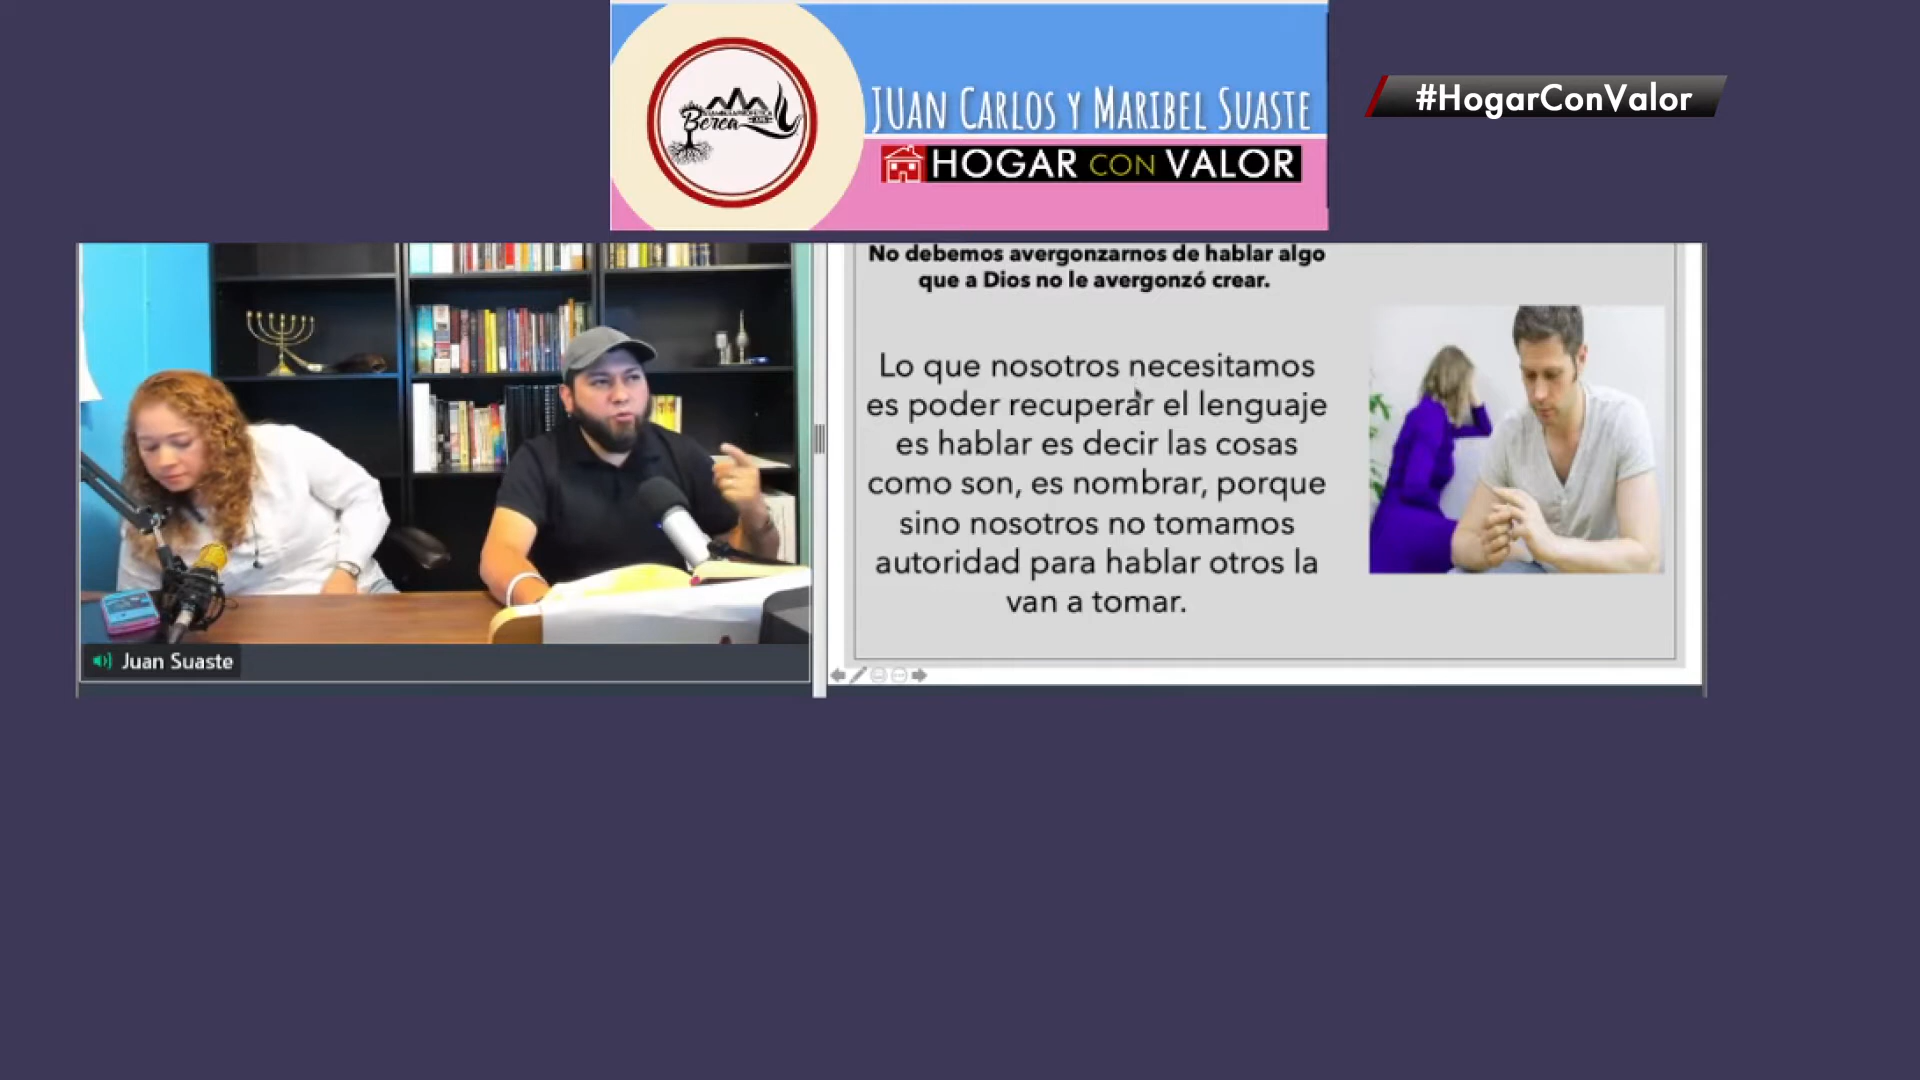 JUAN CARLOS Y MARIBEL SUASTE
HOGAR CON VALOR
#HogarConValor
Berea
No debemos avergonzarnos de hablar algo
que a Dios no le avergonzó crear.
Lo que nosotros necesitamos
es poder recuperar el lenguaje
es hablar es decir las cosas
como son, es nombrar, porque
sino nosotros no tomamos
autoridad para hablar otros la
van a tomar.
Juan Suaste